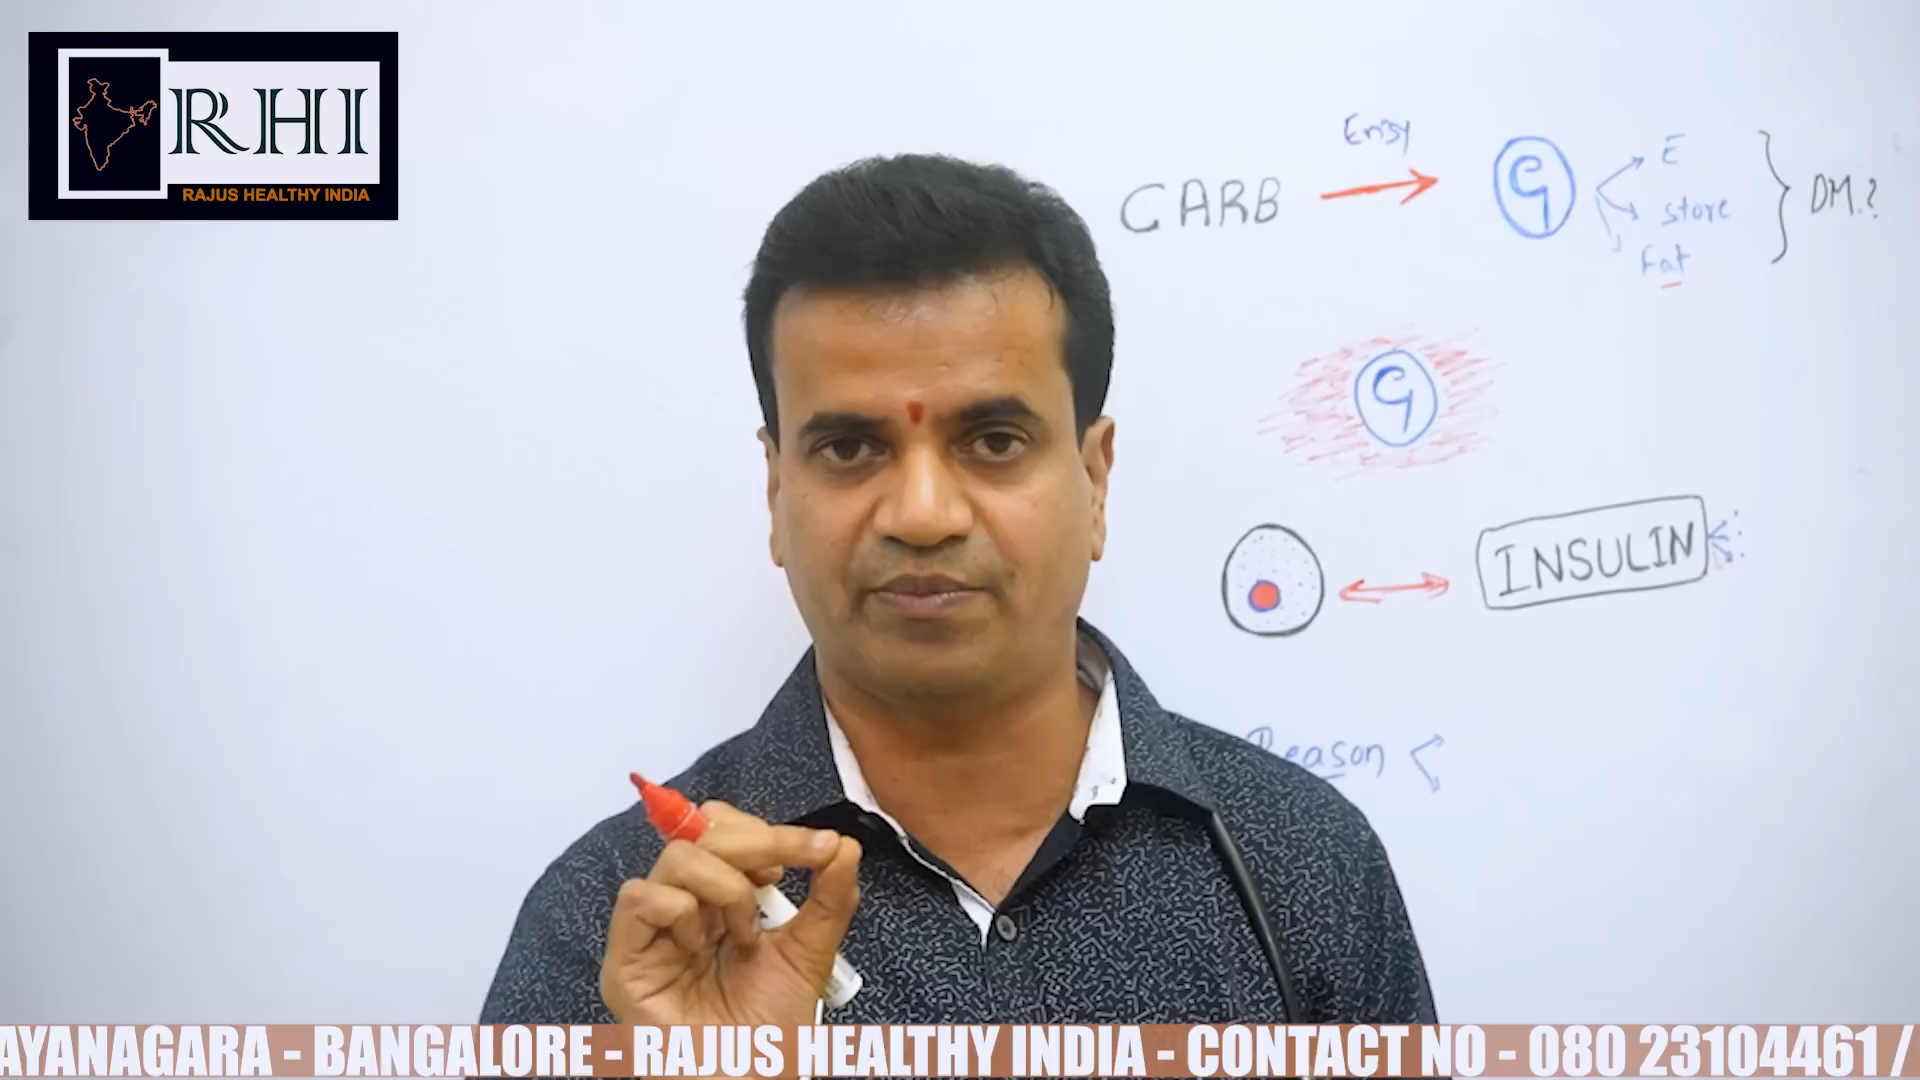 RHI
RAJUS HEALTHY INDIA
CARB
G
E
store
Fat
DM.?
G
INSULIN
Reason
AYANAGARA - BANGALORE - RAJUS HEALTHY INDIA - CONTACT NO - 080 23104461 /